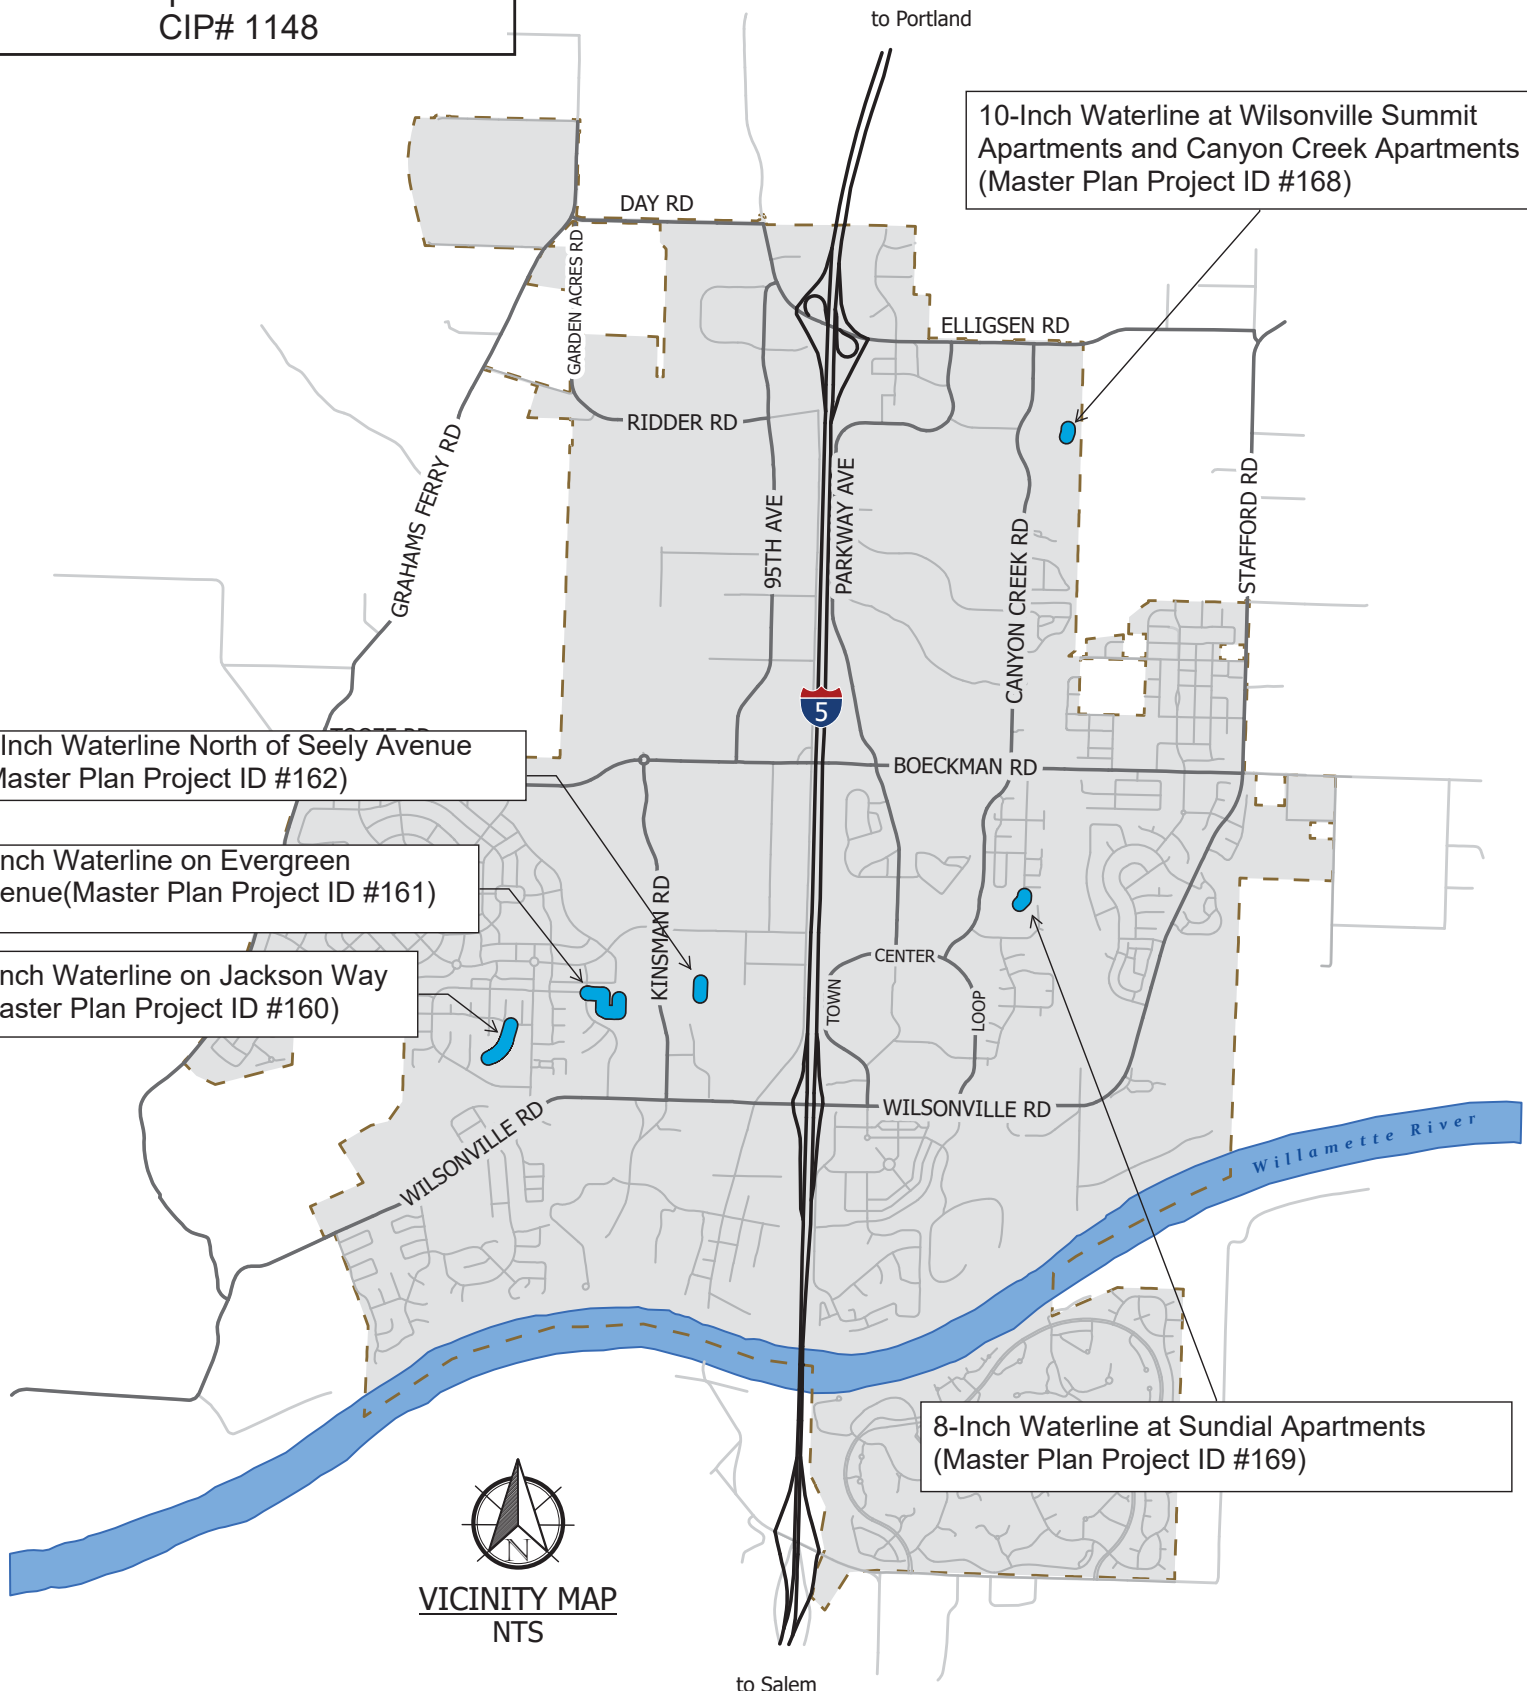 CIP# 1148
to Portland
10-Inch Waterline at Wilsonville Summit
Apartments and Canyon Creek Apartments
(Master Plan Project ID #168)
DAY RD
GARDEN ACRES RD
ELLIGSEN RD
RIDDER RD
GRAHAMS FERRY RD
95TH AVE
PARKWAY AVE
CANYON CREEK RD
STAFFORD RD
5
Inch Waterline North of Seely Avenue
Master Plan Project ID #162)
BOECKMAN RD
nch Waterline on Evergreen
enue(Master Plan Project ID #161)
KINSMAN RD
CENTER
TOWN
LOOP
nch Waterline on Jackson Way
aster Plan Project ID #160)
WILSONVILLE RD
WILSONVILLE RD
Willamette River
8-Inch Waterline at Sundial Apartments
(Master Plan Project ID #169)
N
VICINITY MAP
NTS
to Salem